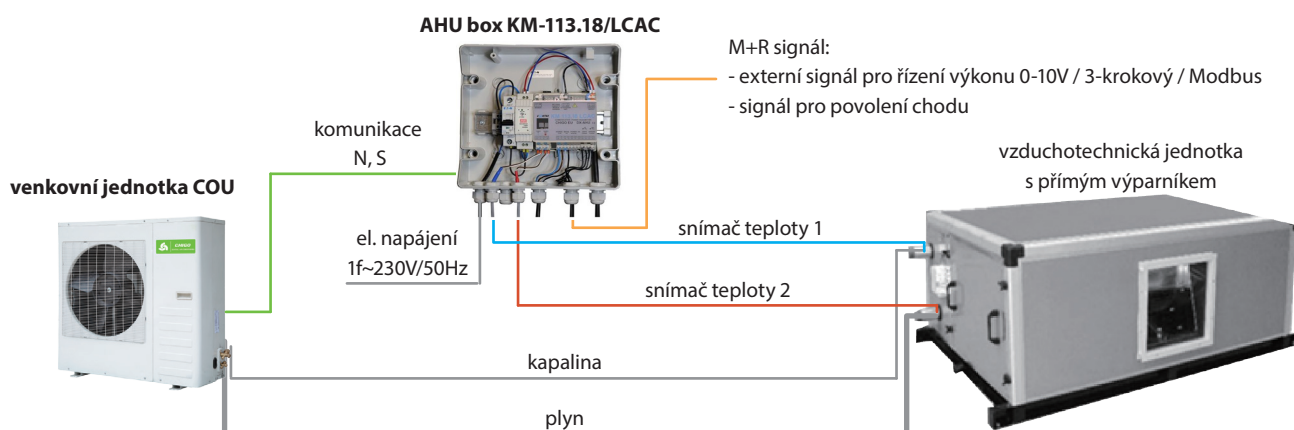 AHU box KM-113.18/LCAC
M+R signál:
- externí signál pro řízení výkonu 0-10V / 3-krokový / Modbus
- signál pro povolení chodu
komunikace
N, S
vzduchotechnická jednotka
s přímým výparníkem
venkovní jednotka COU
el. napájení
1f~230V/50Hz
snímač teploty 1
snímač teploty 2
kapalina
plyn